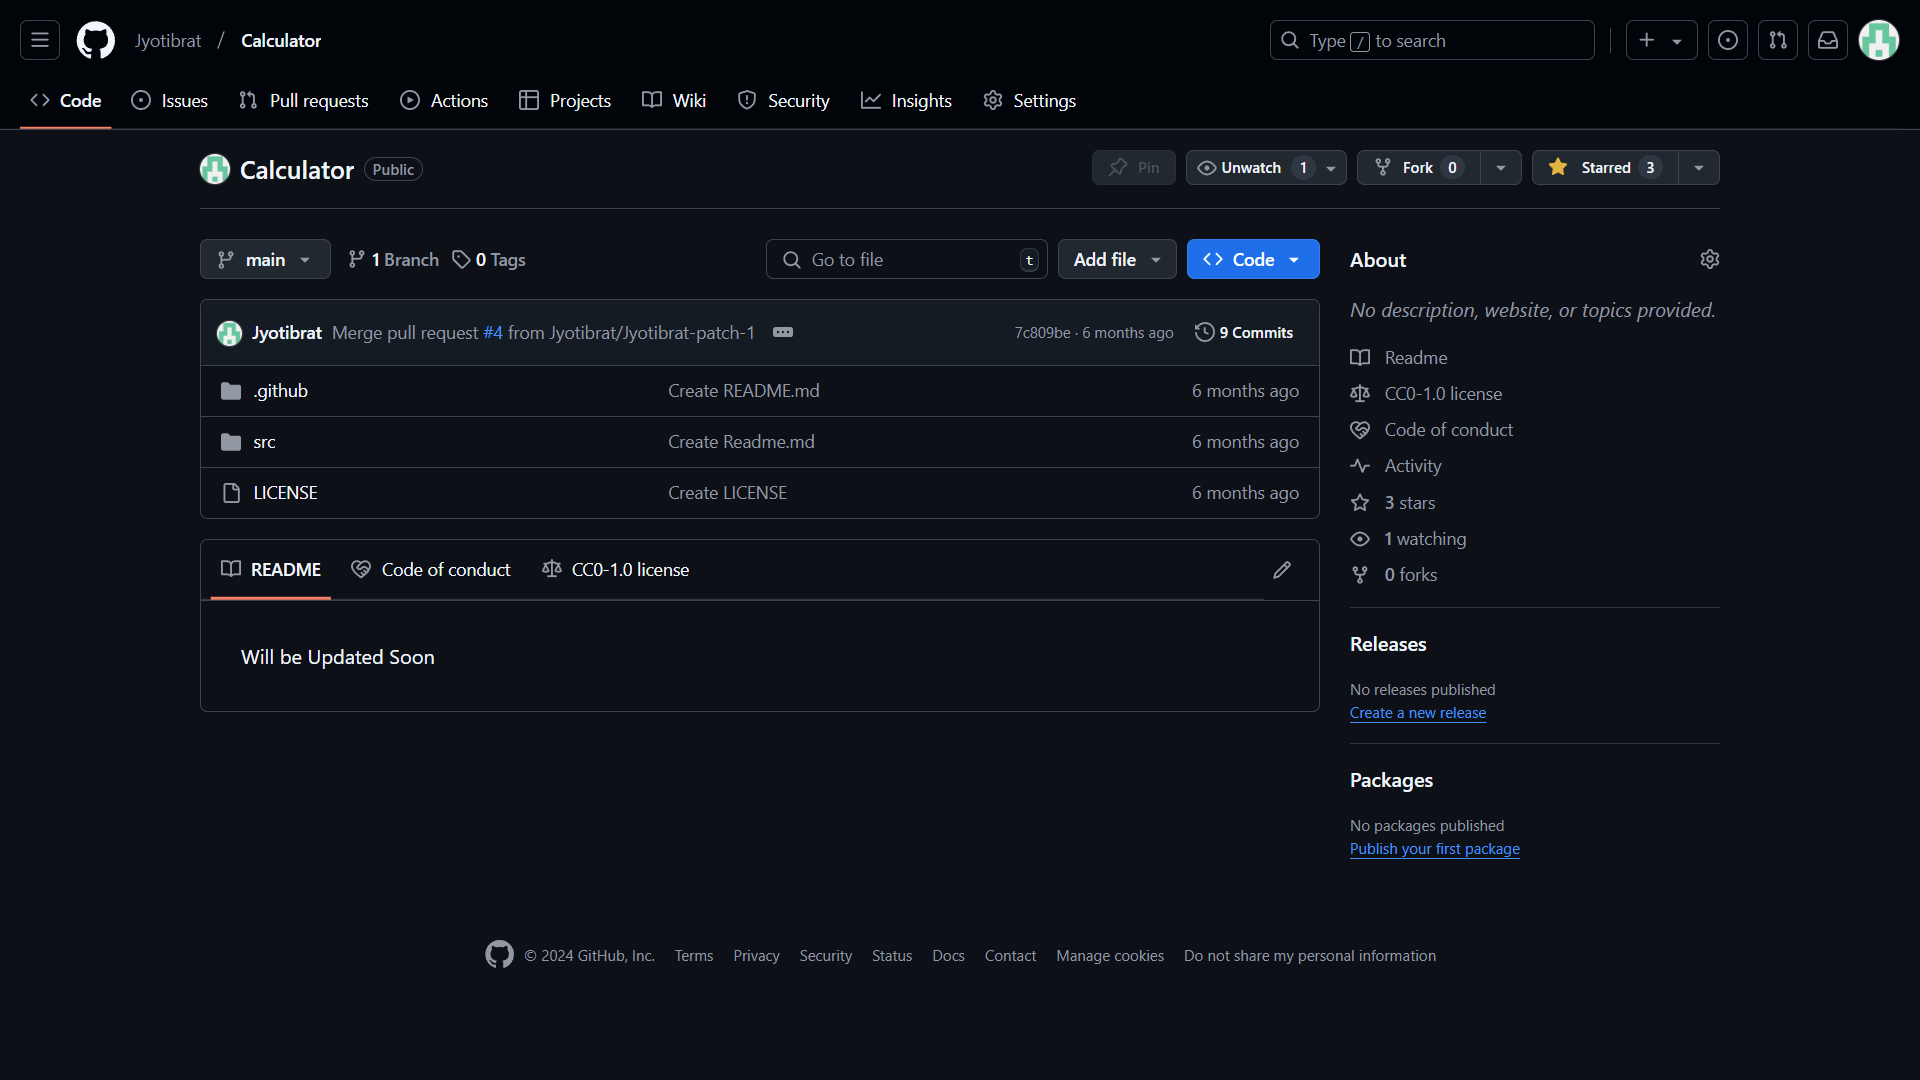 Jyotibrat / Calculator
Type / to search
Code Issues Pull requests Actions Projects Wiki Security Insights Settings
Calculator Public
Pin Unwatch 1 Fork 0 Starred 3
main 1 Branch 0 Tags Go to file t Add file Code
Jyotibrat Merge pull request #4 from Jyotibrat/Jyotibrat-patch-1 7c809be · 6 months ago 9 Commits
.github Create README.md 6 months ago
src Create Readme.md 6 months ago
LICENSE Create LICENSE 6 months ago
README Code of conduct CC0-1.0 license
Will be Updated Soon
About
No description, website, or topics provided.
Readme
CC0-1.0 license
Code of conduct
Activity
3 stars
1 watching
0 forks
Releases
No releases published
Create a new release
Packages
No packages published
Publish your first package
© 2024 GitHub, Inc. Terms Privacy Security Status Docs Contact Manage cookies Do not share my personal information